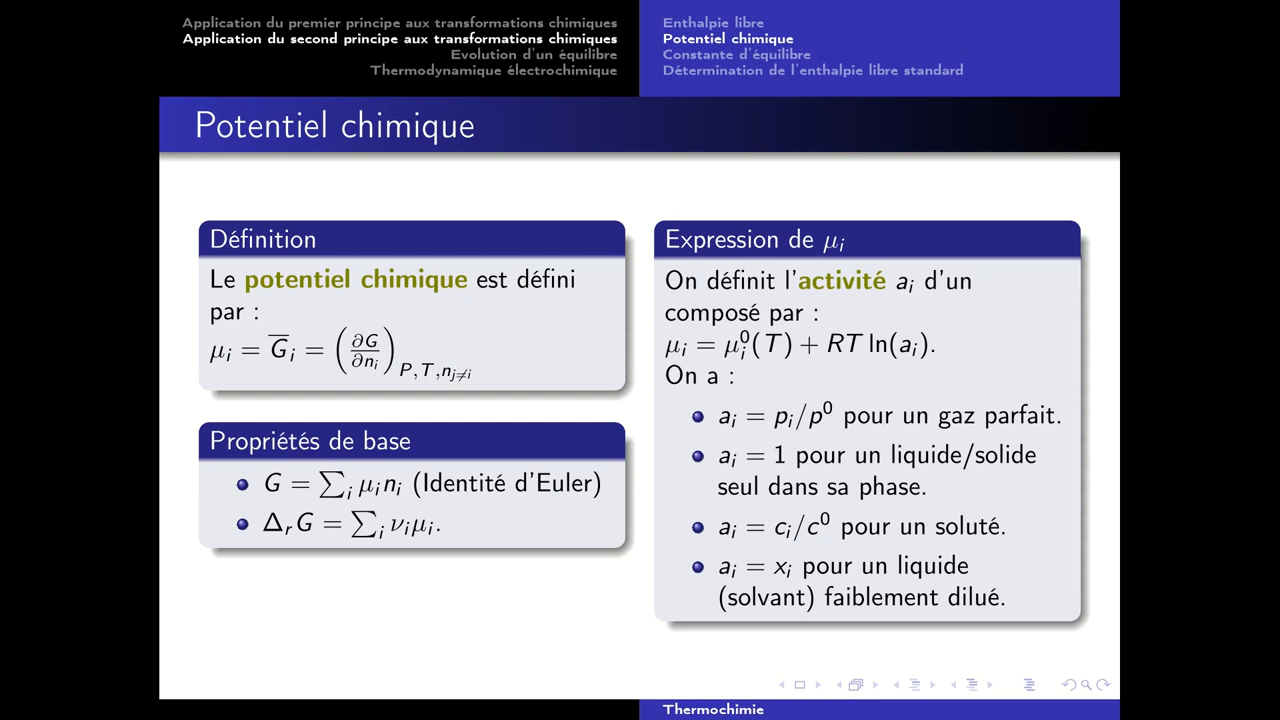 Application du premier principe aux transformations chimiques
Application du second principe aux transformations chimiques
Evolution d'un équilibre
Thermodynamique électrochimique
Enthalpie libre
Potentiel chimique
Constante d'équilibre
Détermination de l'enthalpie libre standard
Potentiel chimique
Définition
Le potentiel chimique est défini
par :
μ_i = \overline{G}_i = (∂G/∂n_i)_{P,T,n_{j≠i}}
Propriétés de base
G = ∑_i μ_i n_i (Identité d'Euler)
Δ_rG = ∑_i ν_i μ_i.
Expression de μ_i
On définit l'activité a_i d'un
composé par :
μ_i = μ_i^0(T) + RT ln(a_i).
On a :
a_i = p_i/p^0 pour un gaz parfait.
a_i = 1 pour un liquide/solide
seul dans sa phase.
a_i = c_i/c^0 pour un soluté.
a_i = x_i pour un liquide
(solvant) faiblement dilué.
Thermochimie